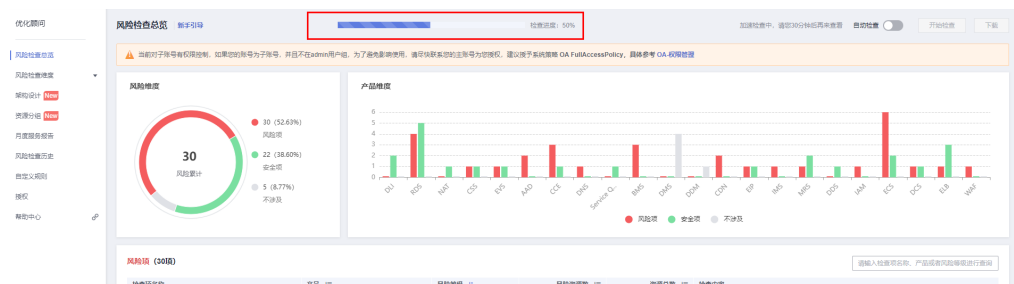 优化顾问
风险检查总览 新手引导 检查进度：50% 加速检查中，请您30分钟后再来查看 自动检查 开始检查 下载
风险检查总览
风险检查维度
架构设计 New
资源分组 New
月度服务报告
风险检查历史
自定义规则
授权
帮助中心
当前对子账号有权限控制，如果您的账号为子账号，并且不在admin用户组，为了避免影响使用，请尽快联系您的主账号为您授权，建议授予系统策略 OA FullAccessPolicy，具体参考 OA-权限管理
风险维度
30
风险累计
30 (52.63%)
风险项
22 (38.60%)
安全项
5 (8.77%)
不涉及
产品维度
6
5
4
3
2
1
0
DLI RDS NAT CSS EVS AAD CCE DNS Service Q... BMS DMS DDM CDN EIP IMS MRS DDS IAM ECS DCS ELB WAF
风险项 安全项 不涉及
风险项 (30项) 请输入检查项名称、产品或者风险等级进行查询